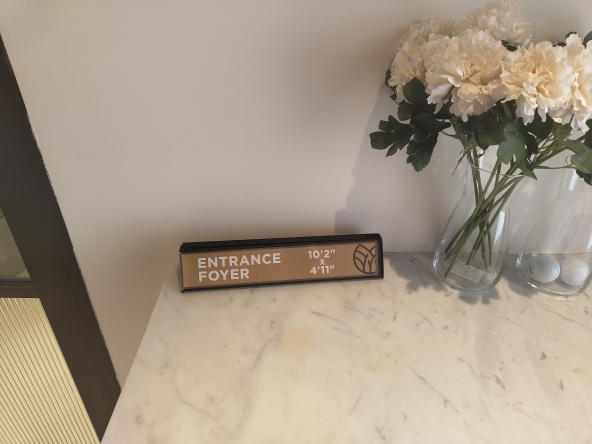 ENTRANCE
FOYER
10'2"
x
4'11"